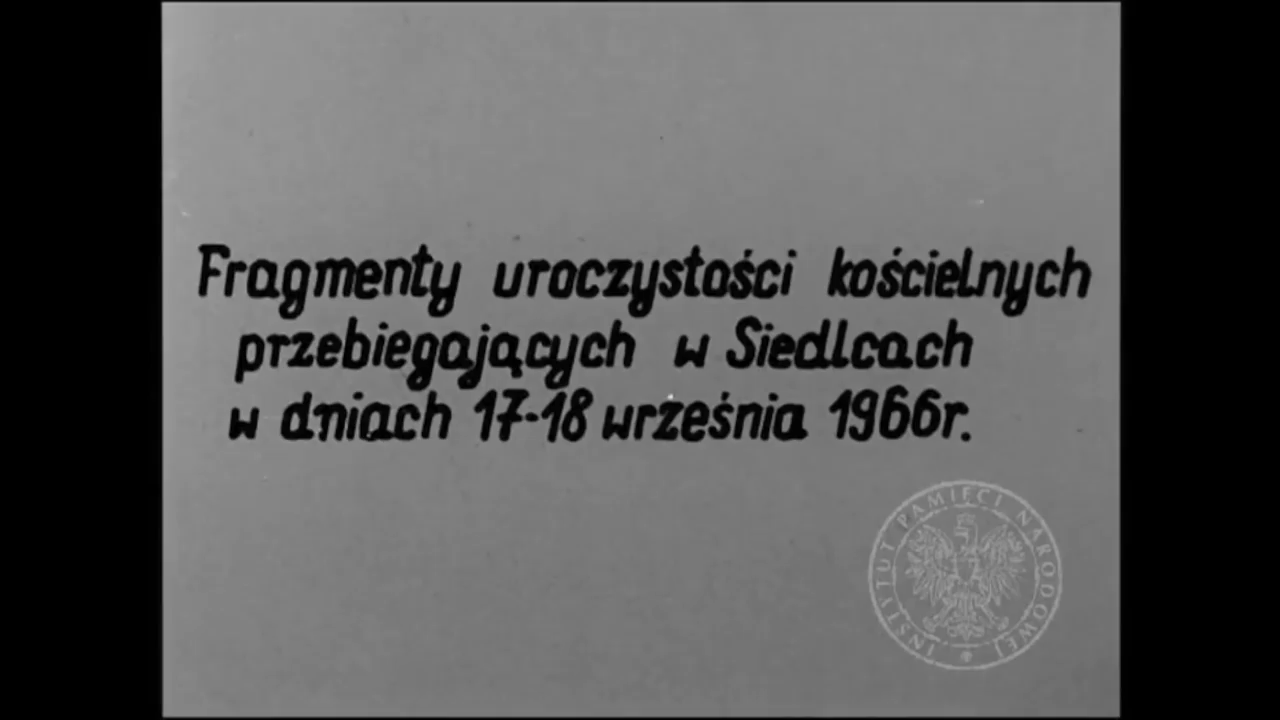 Fragmenty uroczystości kościelnych
przebiegających w Siedlcach
w dniach 17-18 września 1966r.
INSTYTUT PAMIĘCI NARODOWEJ